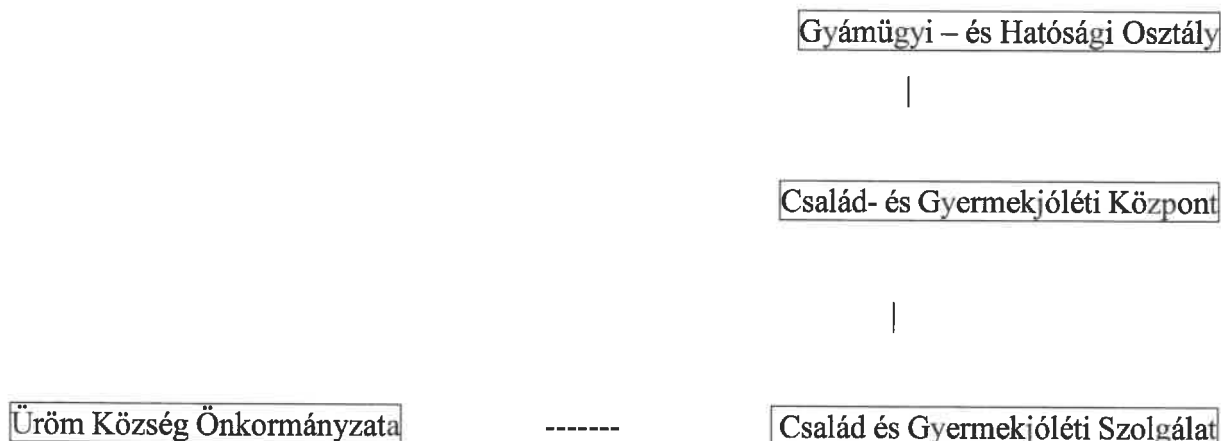 Gyámügyi – és Hatósági Osztály
Család- és Gyermekjóléti Központ
Üröm Község Önkormányzata ------- Család és Gyermekjóléti Szolgálat